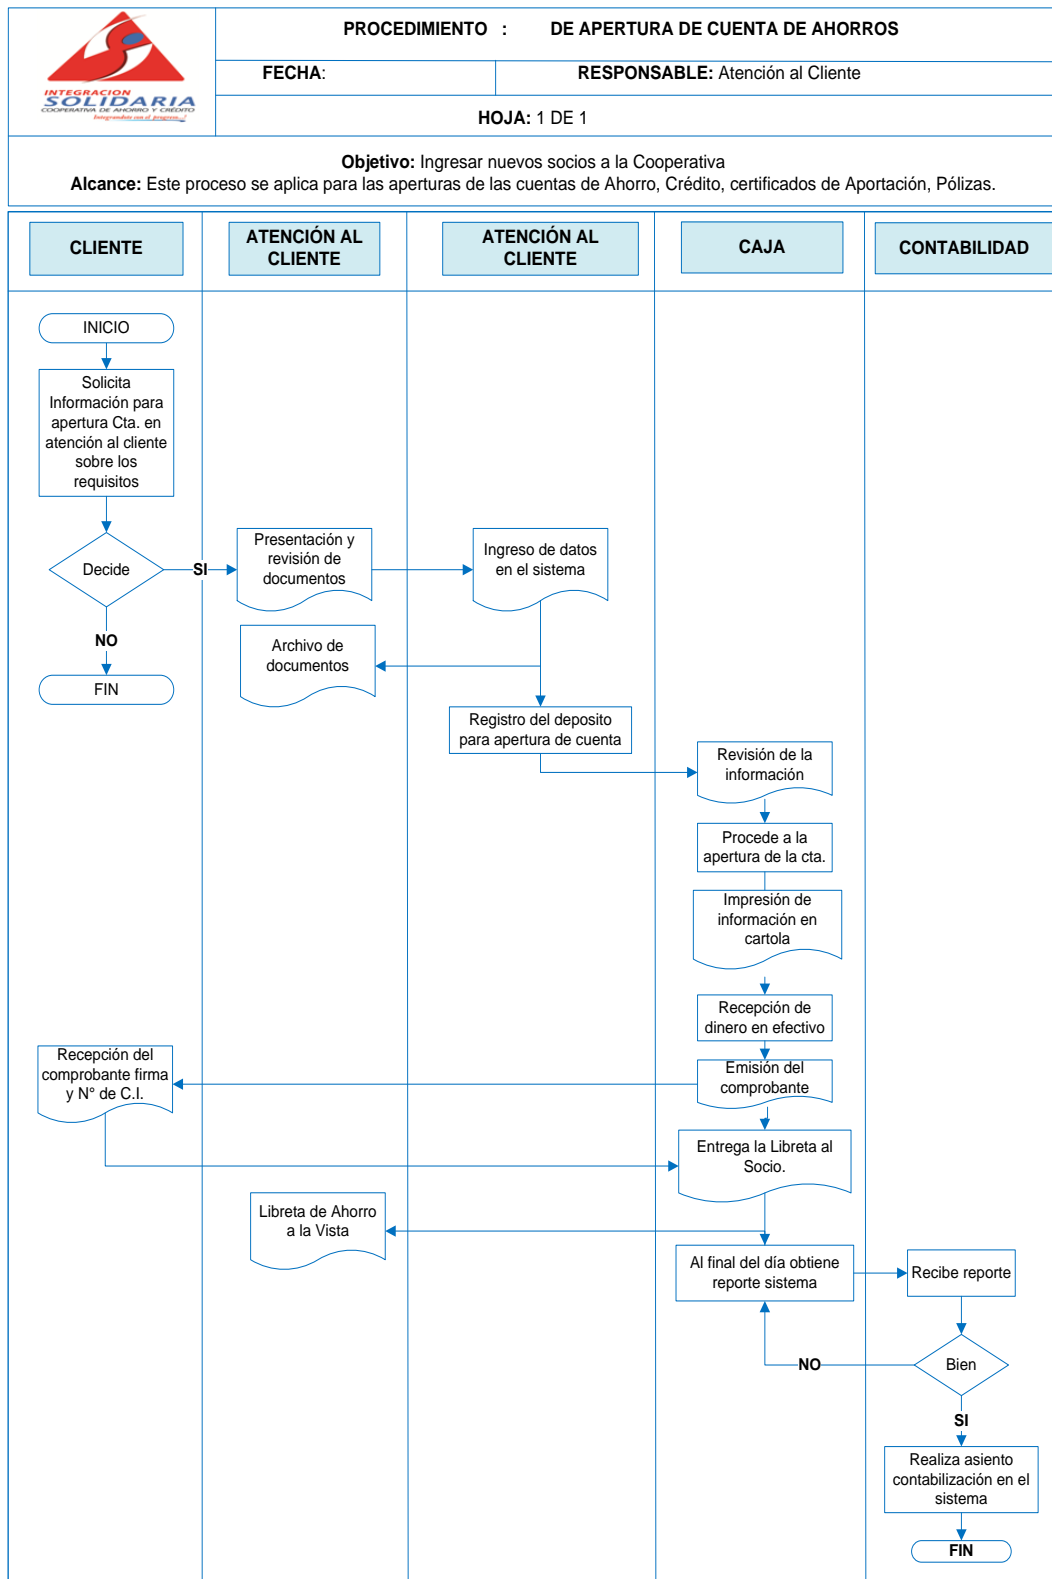 INTEGRACION
SOLIDARIA
COOPERATIVA DE AHORRO Y CRÉDITO
Integrandote con el progreso...!
PROCEDIMIENTO : DE APERTURA DE CUENTA DE AHORROS
FECHA:
RESPONSABLE: Atención al Cliente
HOJA: 1 DE 1
Objetivo: Ingresar nuevos socios a la Cooperativa
Alcance: Este proceso se aplica para las aperturas de las cuentas de Ahorro, Crédito, certificados de Aportación, Pólizas.
CLIENTE
ATENCIÓN AL
CLIENTE
ATENCIÓN AL
CLIENTE
CAJA
CONTABILIDAD
INICIO
Solicita
Información para
apertura Cta. en
atención al cliente
sobre los
requisitos
Decide
SI
Presentación y
revisión de
documentos
Ingreso de datos
en el sistema
NO
FIN
Archivo de
documentos
Registro del deposito
para apertura de cuenta
Revisión de la
información
Procede a la
apertura de la cta.
Impresión de
información en
cartola
Recepción de
dinero en efectivo
Emisión del
comprobante
Recepción del
comprobante firma
y N° de C.I.
Entrega la Libreta al
Socio.
Libreta de Ahorro
a la Vista
Al final del día obtiene
reporte sistema
Recibe reporte
Bien
NO
SI
Realiza asiento
contabilización en el
sistema
FIN